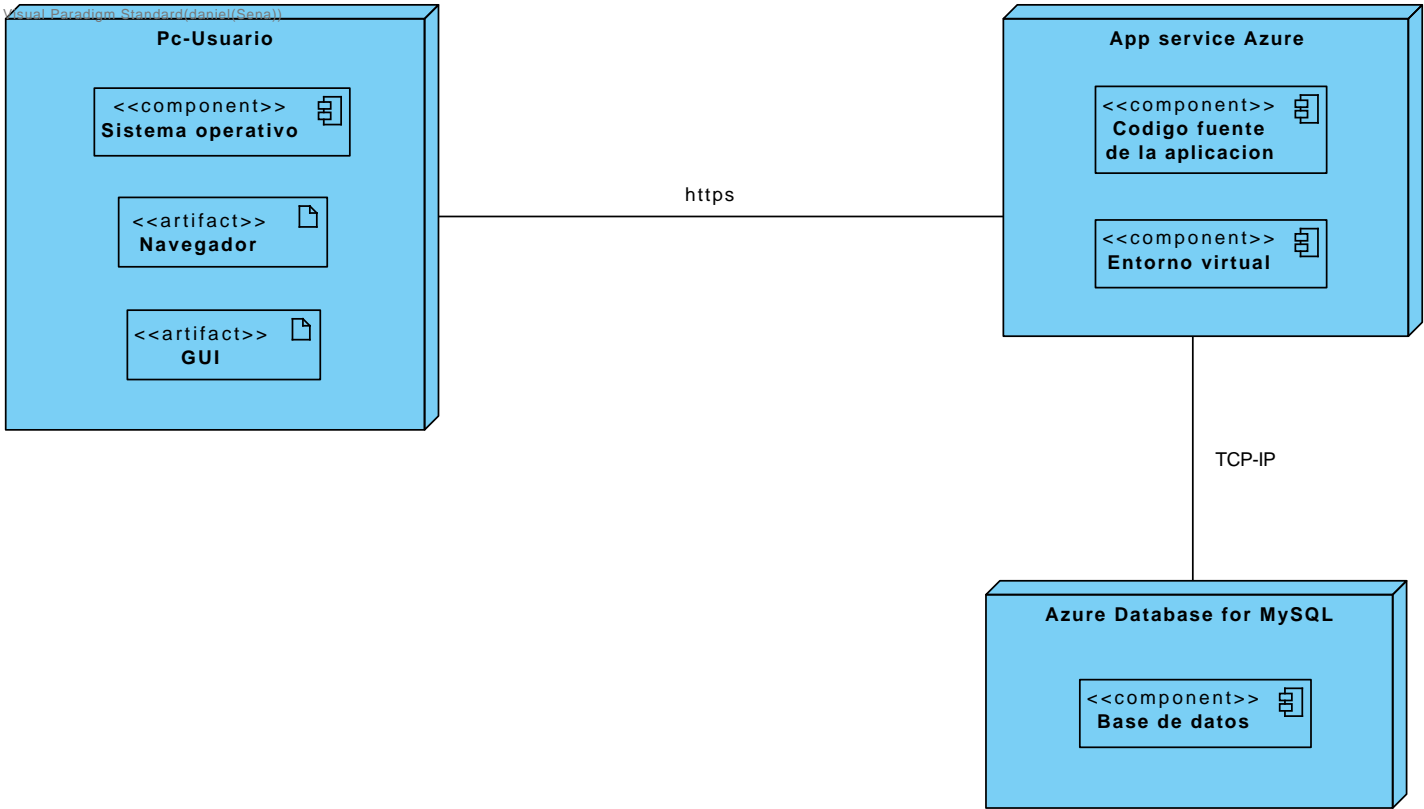 Visual Paradigm Standard(daniel(Sena))
Pc-Usuario
<<component>>
Sistema operativo
<<artifact>>
Navegador
<<artifact>>
GUI
https
App service Azure
<<component>>
Codigo fuente
de la aplicacion
<<component>>
Entorno virtual
TCP-IP
Azure Database for MySQL
<<component>>
Base de datos